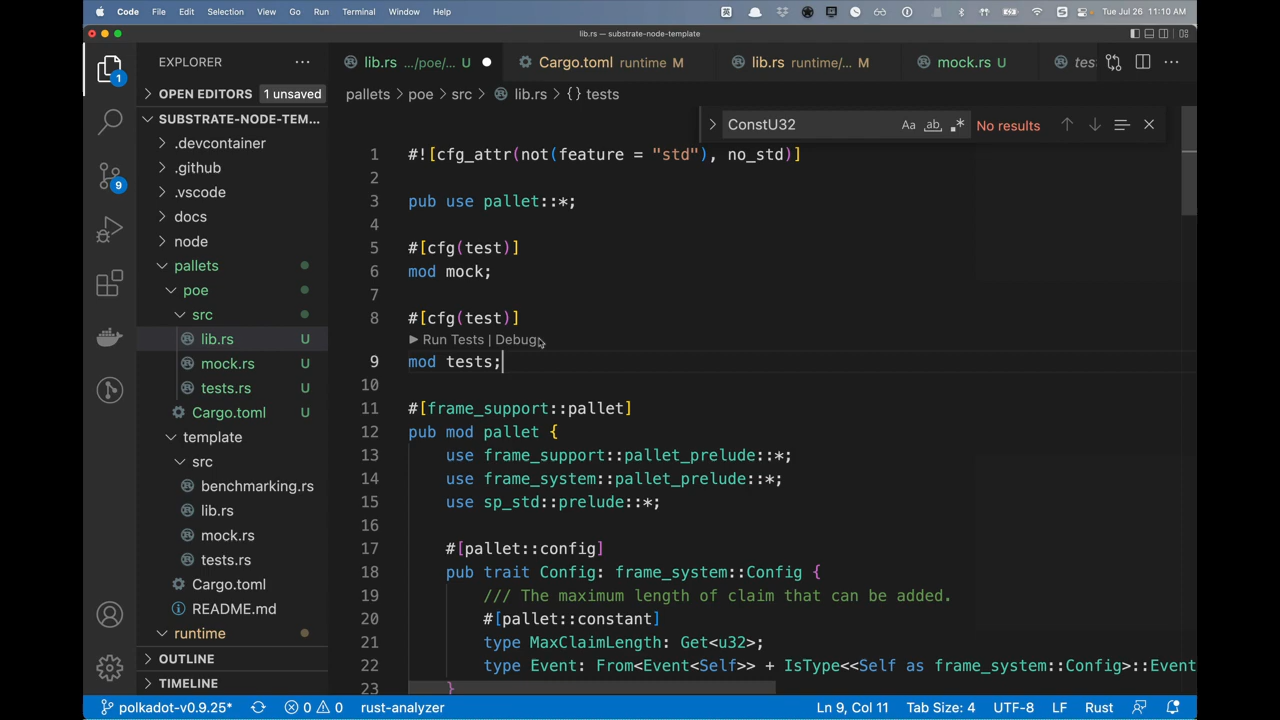 Code File Edit Selection View Go Run Terminal Window Help
英
Tue Jul 26 11:10 AM
lib.rs — substrate-node-template
1
EXPLORER
lib.rs .../poe/... U
Cargo.toml runtime M
lib.rs runtime/... M
mock.rs U
OPEN EDITORS 1 unsaved
pallets > poe > src > lib.rs > {} tests
ConstU32
Aa ab .*
No results
SUBSTRATE-NODE-TEMP...
.devcontainer
.github
.vscode
docs
node
pallets
poe
src
lib.rs U
mock.rs U
tests.rs U
Cargo.toml U
template
src
benchmarking.rs
lib.rs
mock.rs
tests.rs
Cargo.toml
README.md
runtime
OUTLINE
TIMELINE
9
1 #![cfg_attr(not(feature = "std"), no_std)]
2
3 pub use pallet::*;
4
5 #[cfg(test)]
6 mod mock;
7
8 #[cfg(test)]
Run Tests | Debug
9 mod tests;
10
11 #[frame_support::pallet]
12 pub mod pallet {
13 use frame_support::pallet_prelude::*;
14 use frame_system::pallet_prelude::*;
15 use sp_std::prelude::*;
16
17 #[pallet::config]
18 pub trait Config: frame_system::Config {
19 /// The maximum length of claim that can be added.
20 #[pallet::constant]
21 type MaxClaimLength: Get<u32>;
22 type Event: From<Event<Self>> + IsType<<Self as frame_system::Config>::Event
23 }
polkadot-v0.9.25* 0 0 rust-analyzer
Ln 9, Col 11 Tab Size: 4 UTF-8 LF Rust